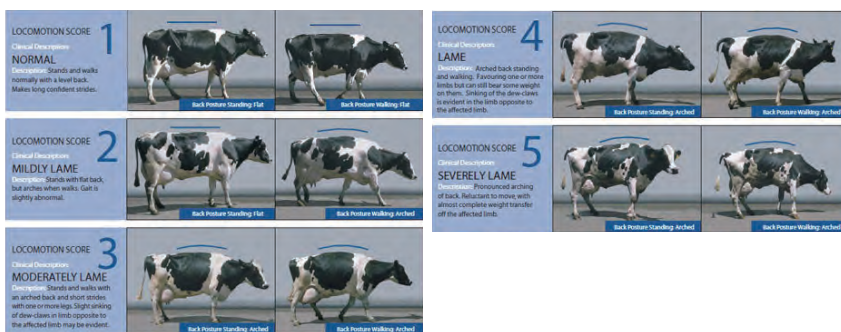 LOCOMOTION SCORE
1
Clinical Description:
NORMAL
Description: Stands and walks
normally with a level back.
Makes long confident strides.
Back Posture Standing: Flat
Back Posture Walking: Flat
LOCOMOTION SCORE
2
Clinical Description:
MILDLY LAME
Description: Stands with flat back,
but arches when walks. Gait is
slightly abnormal.
Back Posture Standing: Flat
Back Posture Walking: Arched
LOCOMOTION SCORE
3
Clinical Description:
MODERATELY LAME
Description: Stands and walks with
an arched back and short strides
with one or more legs. Slight sinking
of dew-claws in limb opposite to
the affected limb may be evident.
Back Posture Standing: Arched
Back Posture Walking: Arched
LOCOMOTION SCORE
4
Clinical Description:
LAME
Description: Arched back standing
and walking. Favouring one or more
limbs but can still bear some weight
on them. Sinking of the dew-claws
is evident in the limb opposite to
the affected limb.
Back Posture Standing: Arched
Back Posture Walking: Arched
LOCOMOTION SCORE
5
Clinical Description:
SEVERELY LAME
Description: Pronounced arching
of back. Reluctant to move, with
almost complete weight transfer
off the affected limb.
Back Posture Standing: Arched
Back Posture Walking: Arched